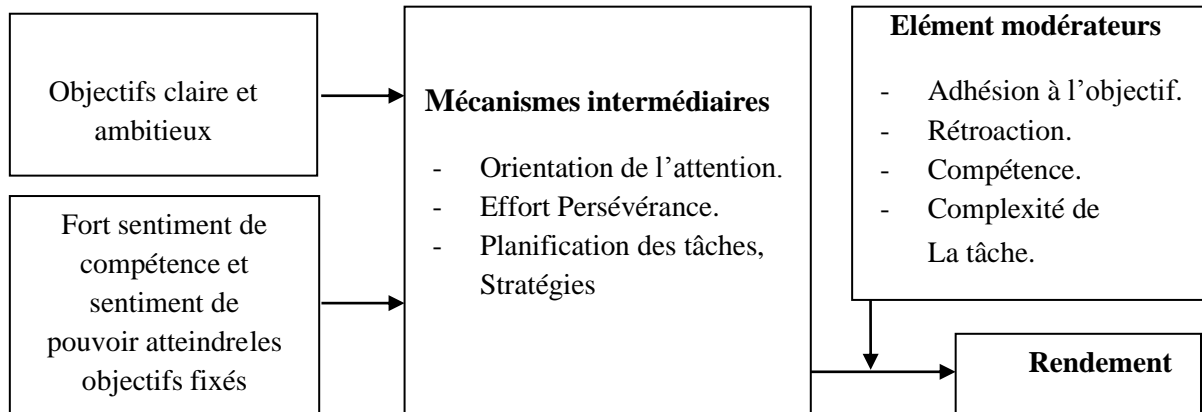 Objectifs claire et
ambitieux
Fort sentiment de
compétence et
sentiment de
pouvoir atteindreles
objectifs fixés
Mécanismes intermédiaires
- Orientation de l’attention.
- Effort Persévérance.
- Planification des tâches,
Stratégies
Elément modérateurs
- Adhésion à l’objectif.
- Rétroaction.
- Compétence.
- Complexité de
La tâche.
Rendement